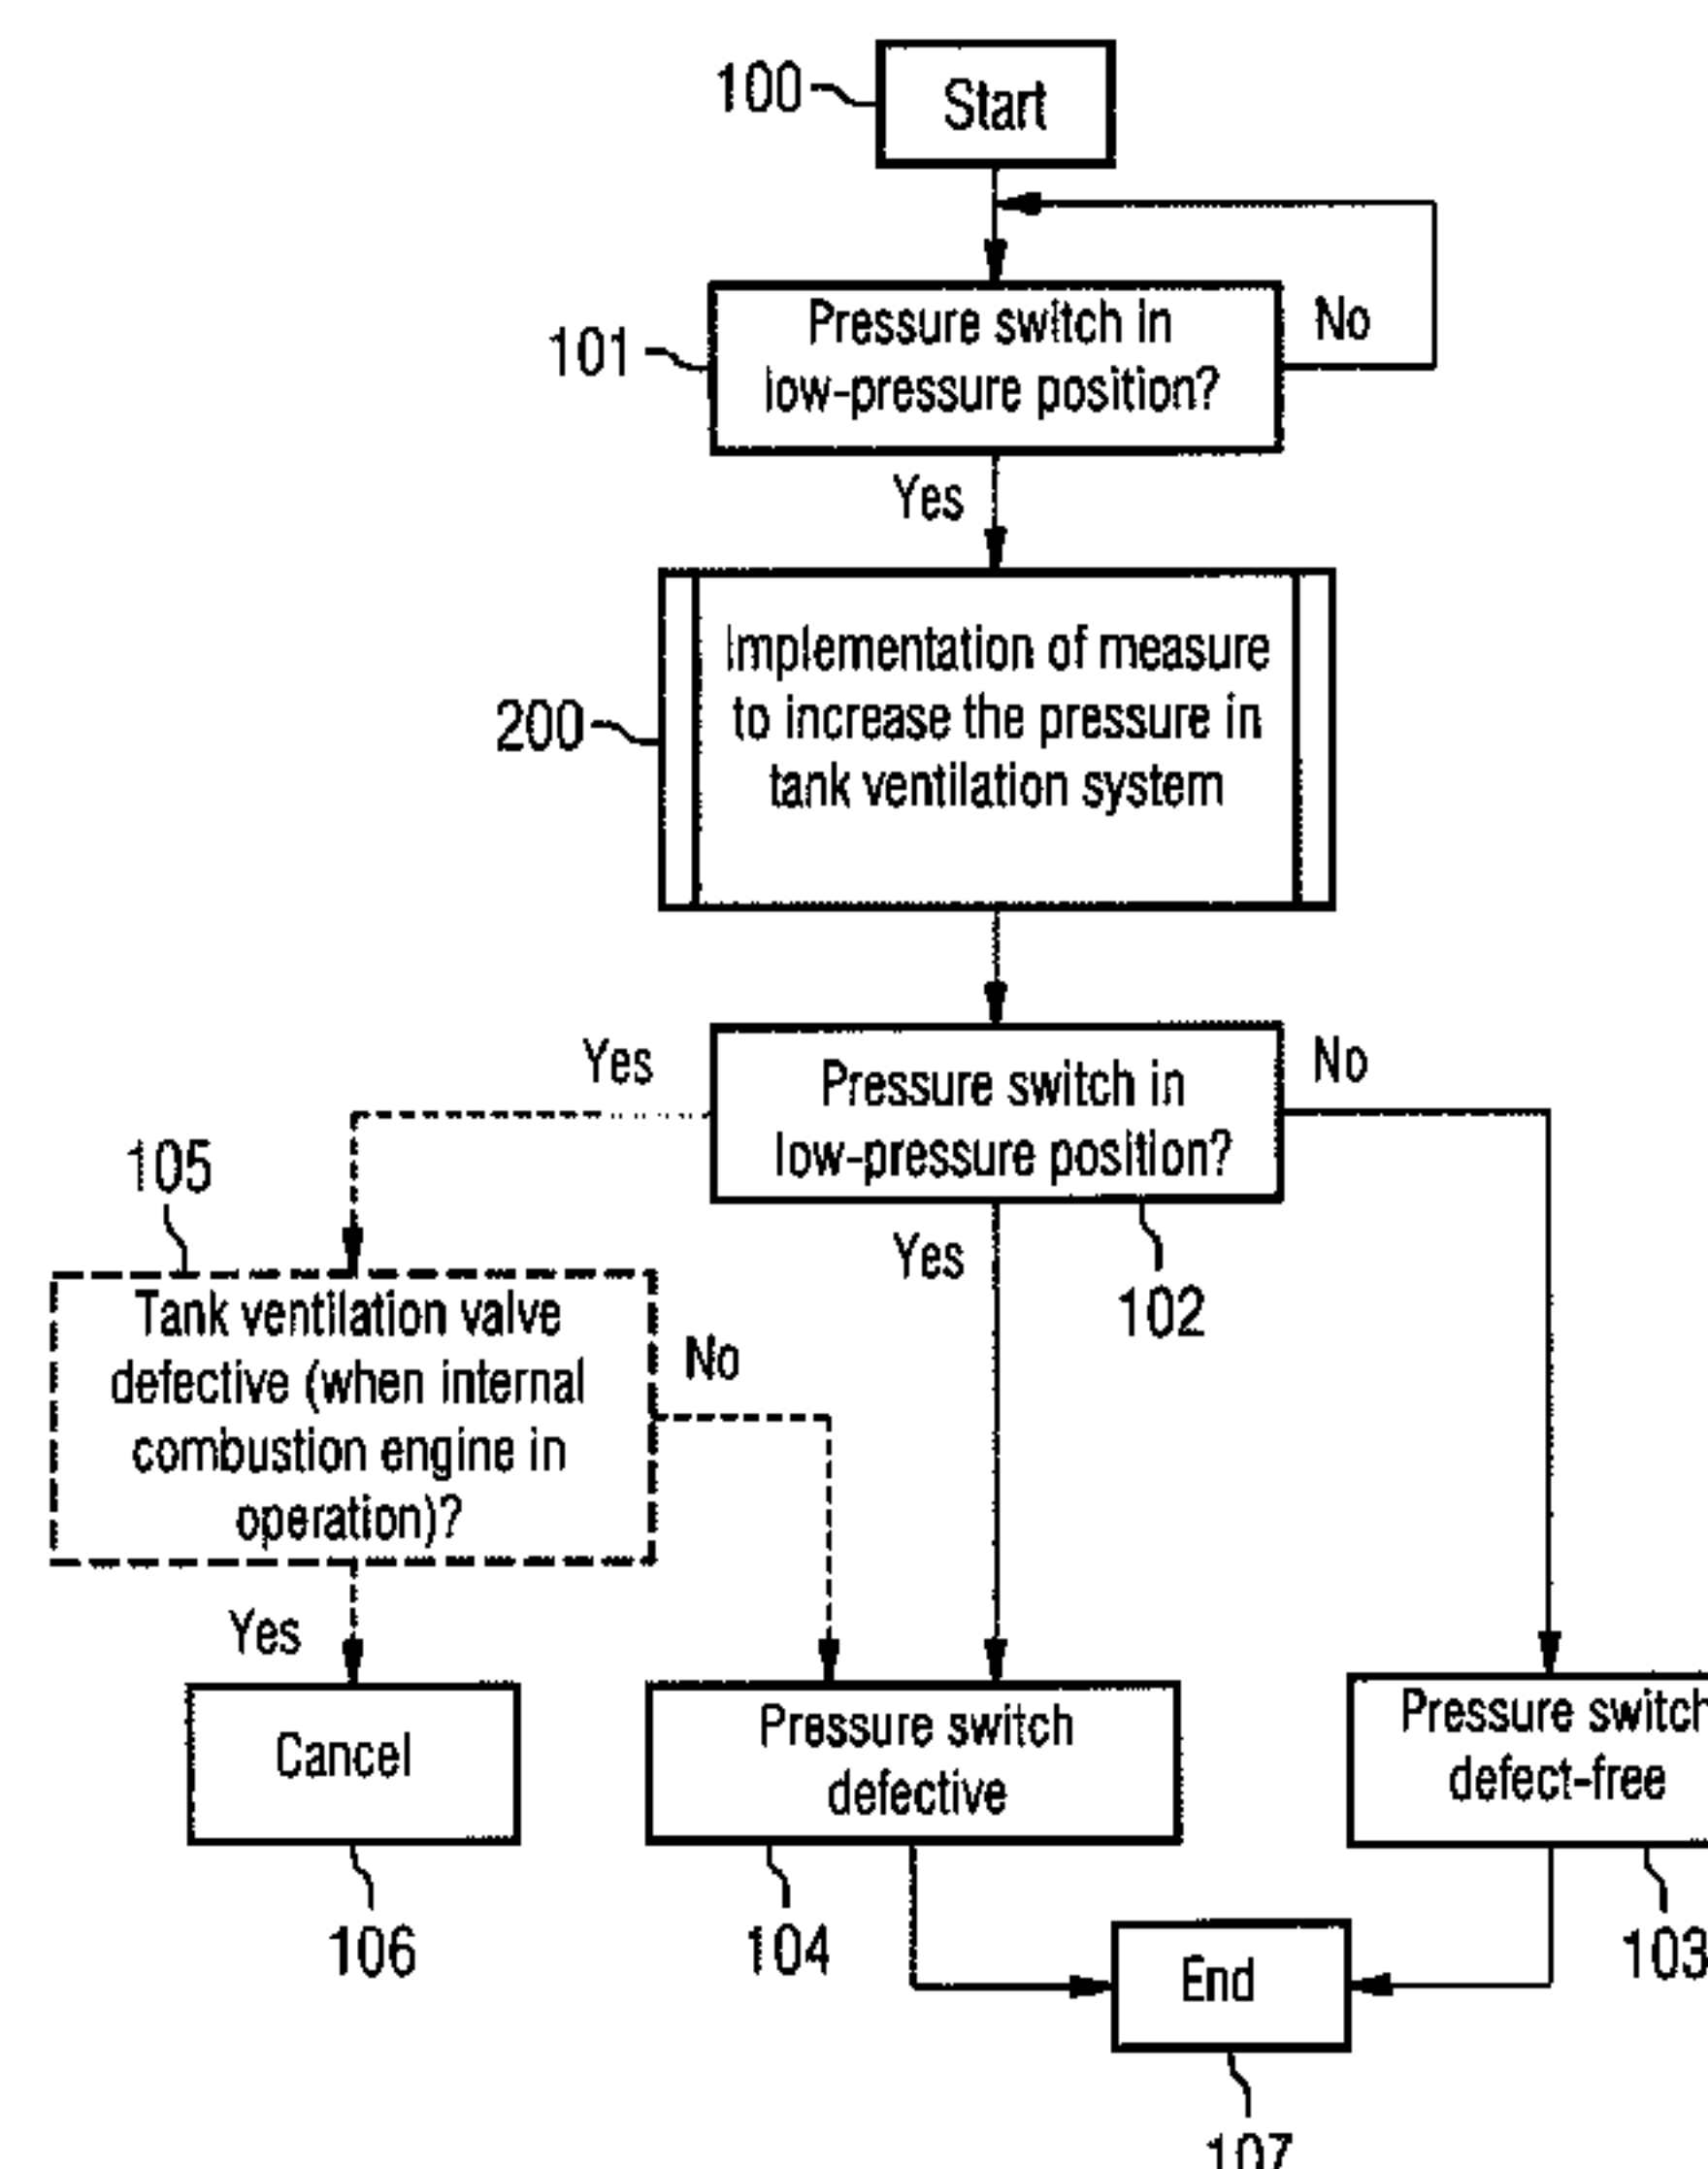 100
Start
Pressure switch in
low-pressure position?
No
101
Yes
Implementation of measure
to increase the pressure in
tank ventilation system
200
Yes
Pressure switch in
low-pressure position?
No
105
Yes
102
Tank ventilation valve
defective (when internal
combustion engine in
operation)?
No
Yes
Cancel
Pressure switch
defective
Pressure switch
defect-free
106
104
103
End
107